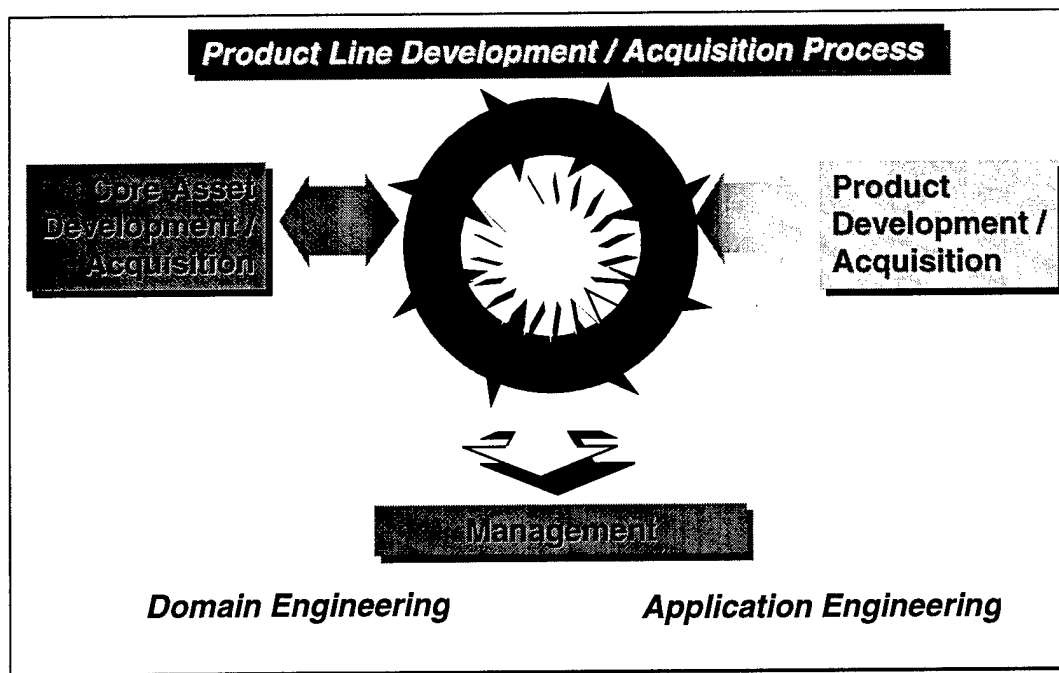 Product Line Development / Acquisition Process
Core Asset
Development /
Acquisition
Product
Development /
Acquisition
Management
Domain Engineering
Application Engineering